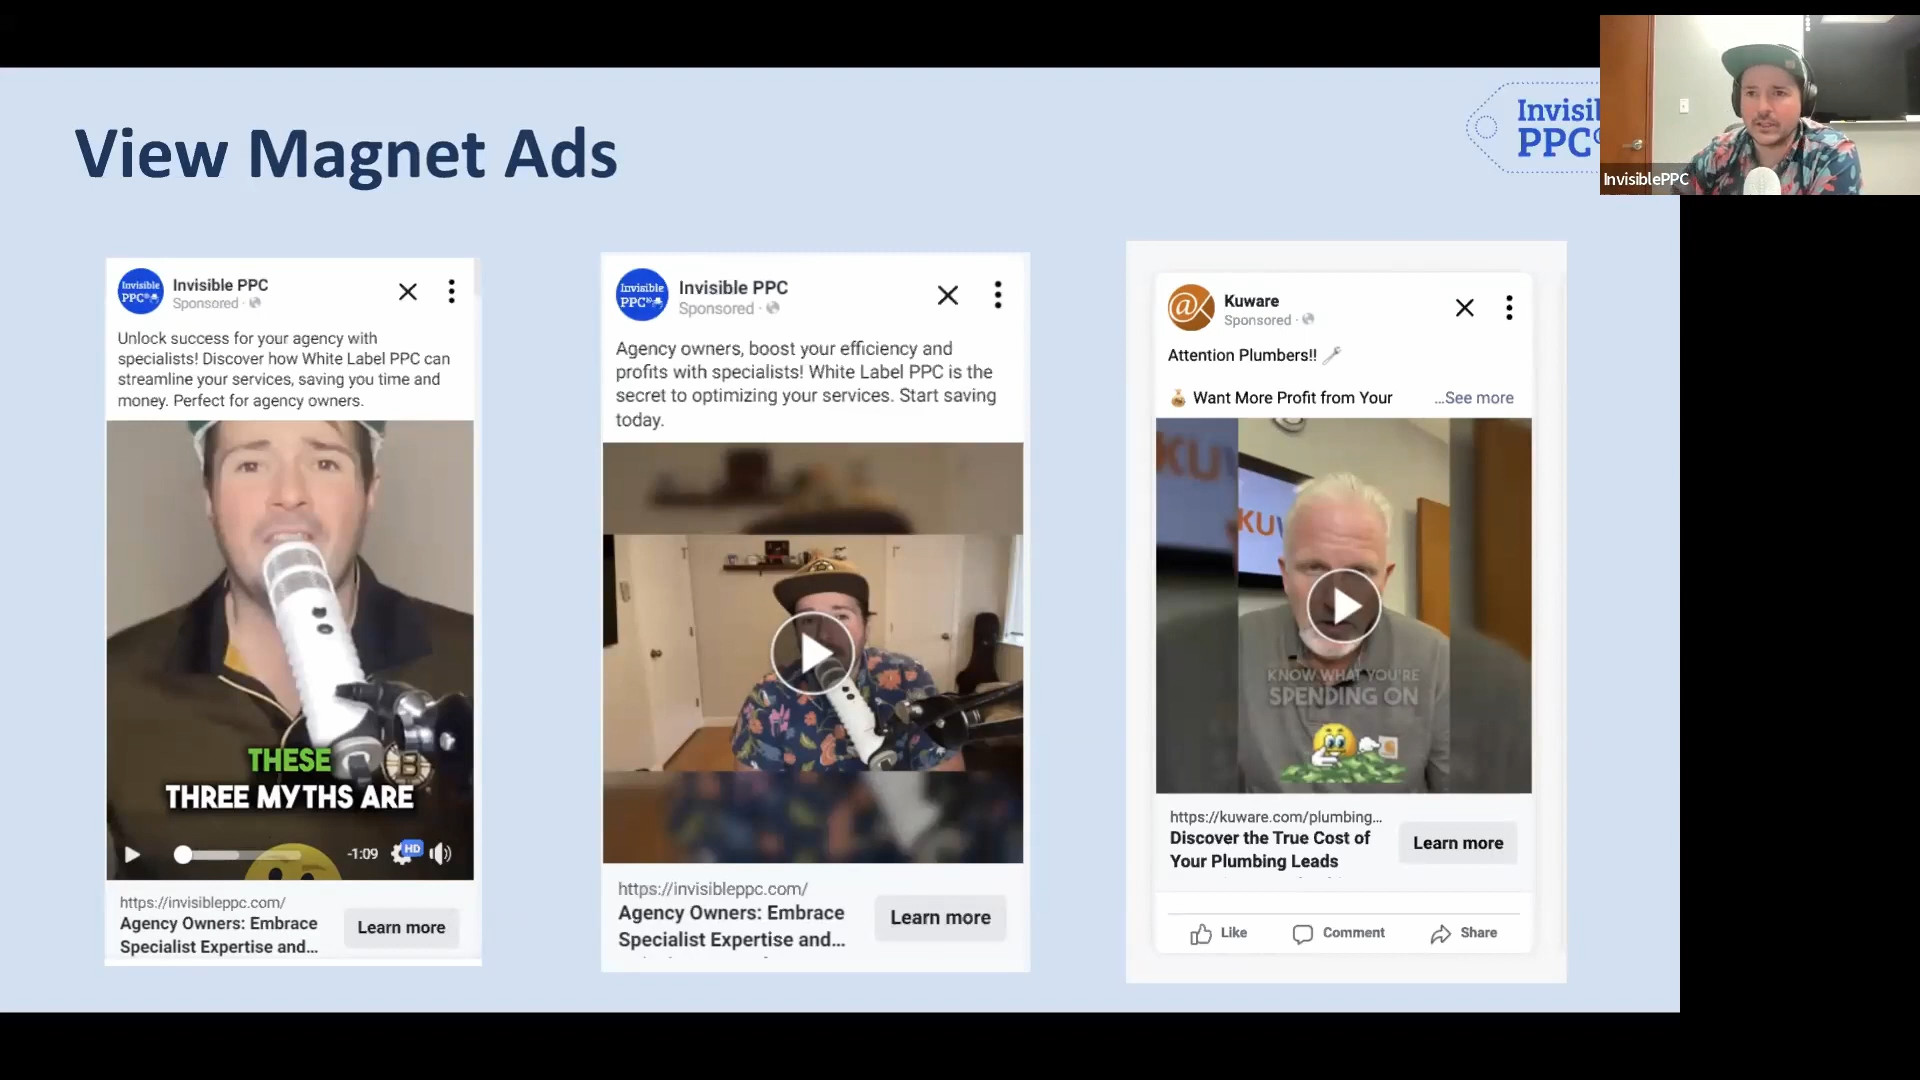 View Magnet Ads
Invisi
PPC
InvisiblePPC
Invisible PPC
Invisible PPC
Sponsored ·
Unlock success for your agency with
specialists! Discover how White Label PPC can
streamline your services, saving you time and
money. Perfect for agency owners.
THESE
THREE MYTHS ARE
B
-1:09
HD
https://invisibleppc.com/
Agency Owners: Embrace
Specialist Expertise and...
Learn more
Invisible
PPC
Invisible PPC
Sponsored ·
Agency owners, boost your efficiency and
profits with specialists! White Label PPC is the
secret to optimizing your services. Start saving
today.
https://invisibleppc.com/
Agency Owners: Embrace
Specialist Expertise and...
Learn more
@K
Kuware
Sponsored ·
Attention Plumbers!!
Want More Profit from Your
...See more
KU
KU
KNOW WHAT YOU'RE
SPENDING ON
https://kuware.com/plumbing...
Discover the True Cost of
Your Plumbing Leads
Learn more
Like
Comment
Share